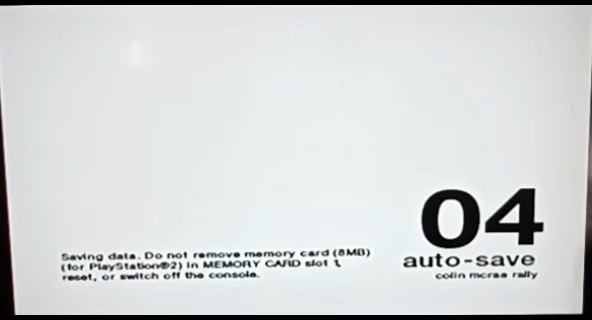 04
auto-save
colin mcrae rally
Saving data. Do not remove memory card (8MB)
(for PlayStation®2) in MEMORY CARD slot 1,
reset, or switch off the console.